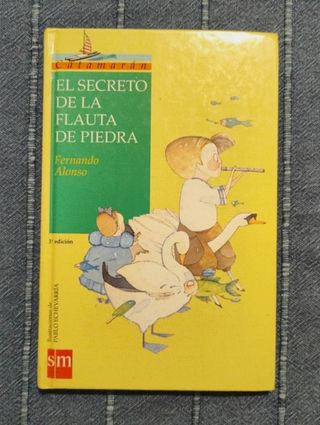 Catamarán
EL SECRETO
DE LA
FLAUTA
DE PIEDRA
Fernando
Alonso
3ª edición
Ilustraciones de
PABLO ECHEVARRÍA
sm